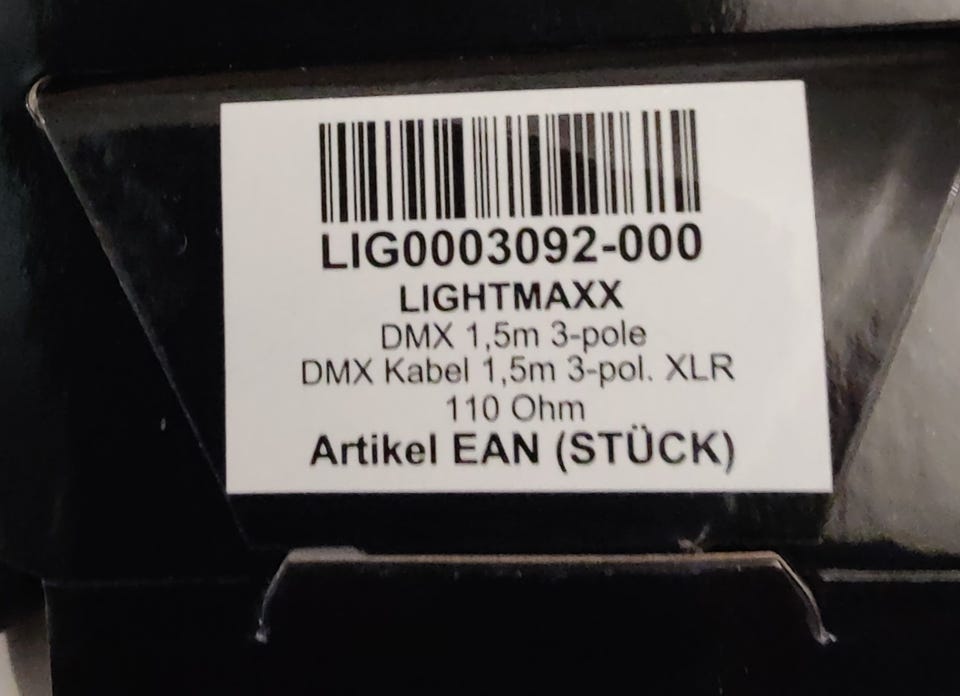 LIG0003092-000
LIGHTMAXX
DMX 1,5m 3-pole
DMX Kabel 1,5m 3-pol. XLR
110 Ohm
Artikel EAN (STÜCK)